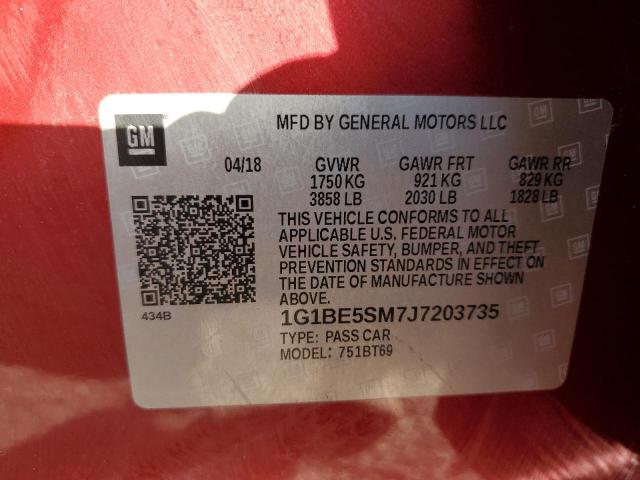 GM
MFD BY GENERAL MOTORS LLC
04/18 GVWR GAWR FRT GAWR RR
1750 KG 921 KG 829 KG
3858 LB 2030 LB 1828 LB
THIS VEHICLE CONFORMS TO ALL
APPLICABLE U.S. FEDERAL MOTOR
VEHICLE SAFETY, BUMPER, AND THEFT
PREVENTION STANDARDS IN EFFECT ON
THE DATE OF MANUFACTURE SHOWN
ABOVE.
434B
1G1BE5SM7J7203735
TYPE: PASS CAR
MODEL: 751BT69